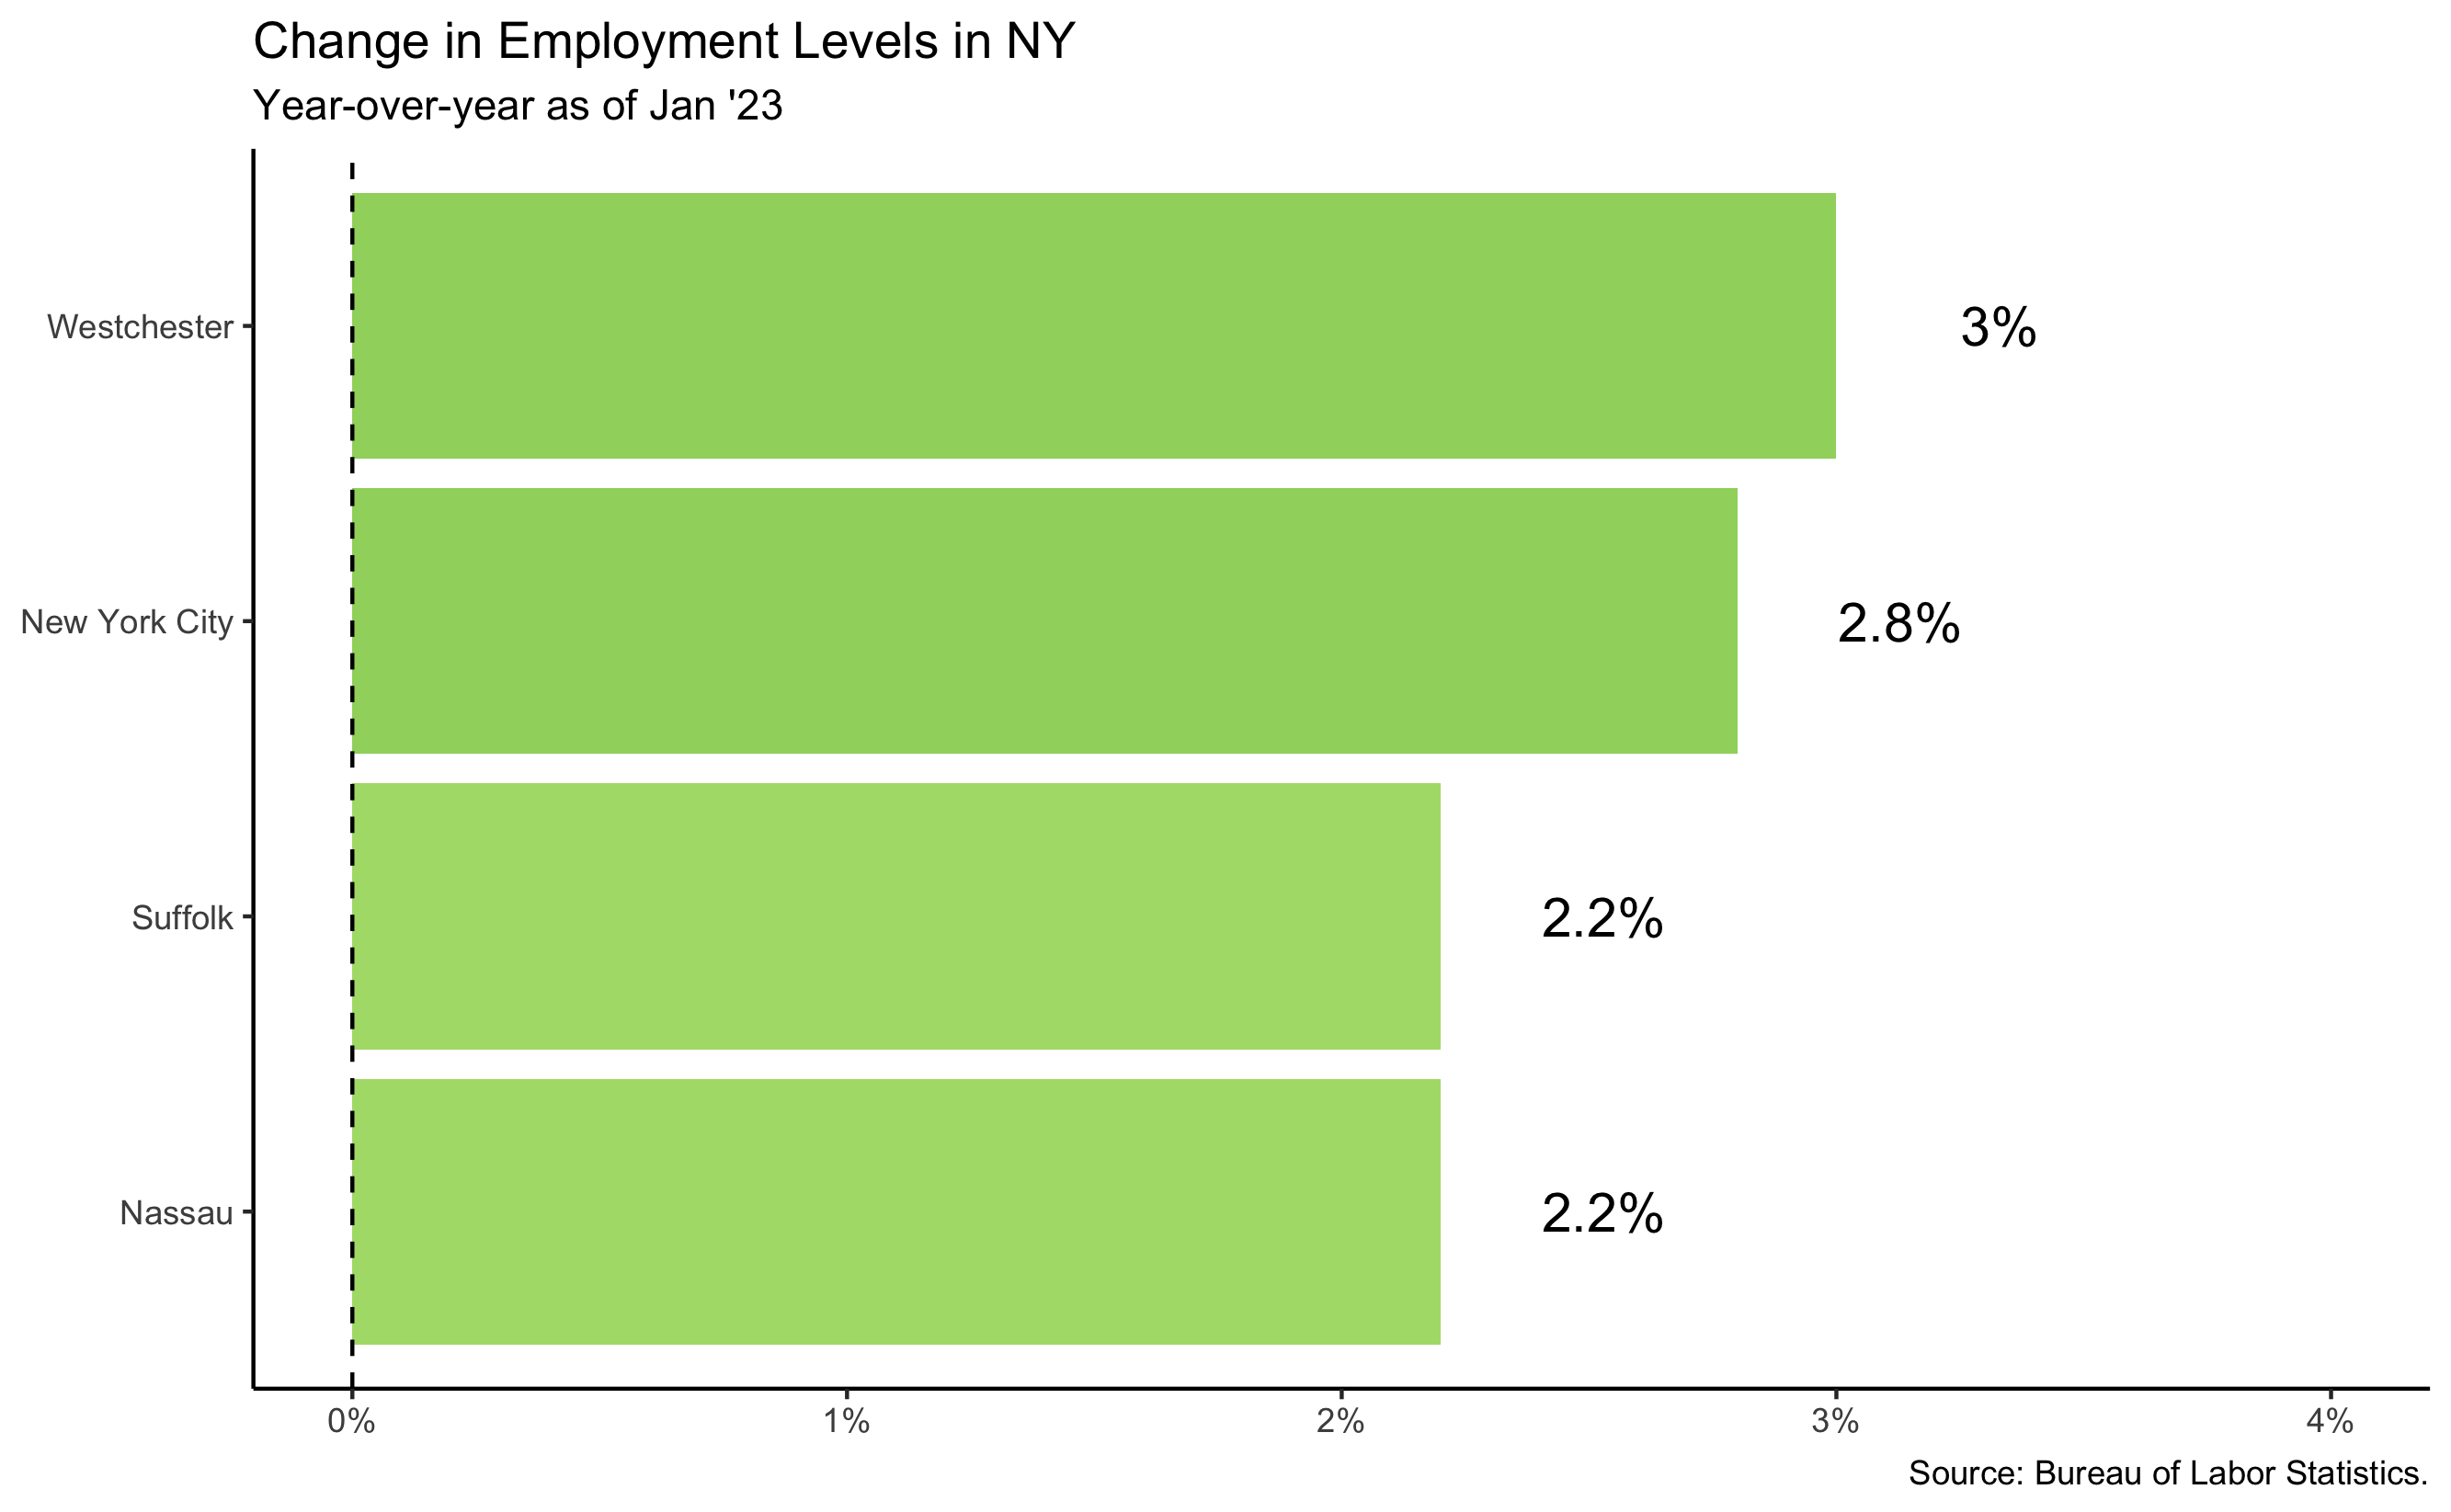 Change in Employment Levels in NY
Year-over-year as of Jan '23
Westchester
3%
New York City
2.8%
Suffolk
2.2%
Nassau
2.2%
0% 1% 2% 3% 4%
Source: Bureau of Labor Statistics.